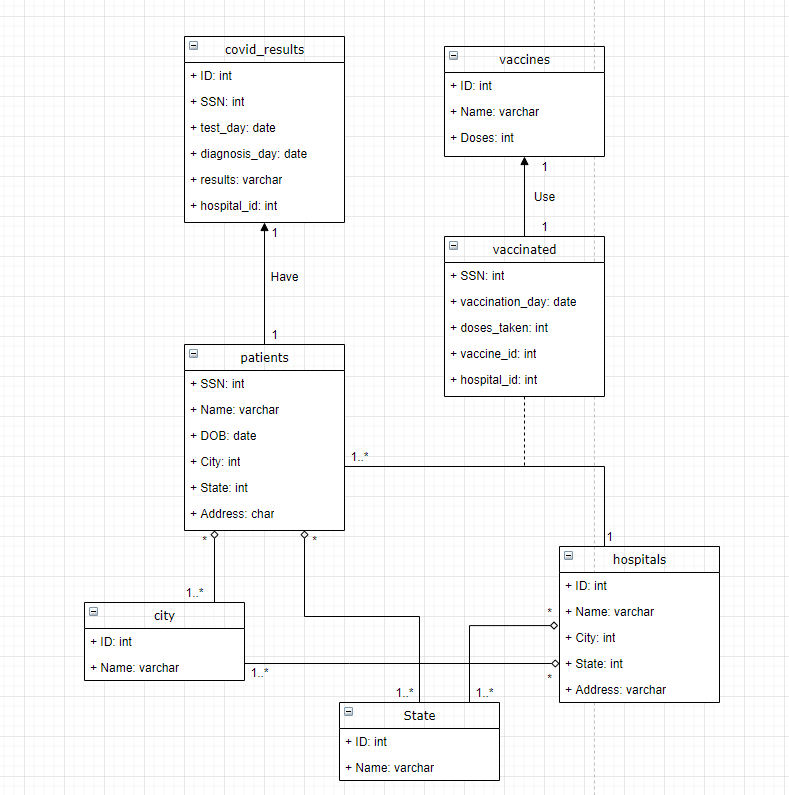 covid_results
+ ID: int
+ SSN: int
+ test_day: date
+ diagnosis_day: date
+ results: varchar
+ hospital_id: int
vaccines
+ ID: int
+ Name: varchar
+ Doses: int
1
Use
1
vaccinated
+ SSN: int
+ vaccination_day: date
+ doses_taken: int
+ vaccine_id: int
+ hospital_id: int
1
Have
1
patients
+ SSN: int
+ Name: varchar
+ DOB: date
+ City: int
+ State: int
+ Address: char
1..*
1
*
*
1..*
city
+ ID: int
+ Name: varchar
1..*
hospitals
+ ID: int
+ Name: varchar
+ City: int
+ State: int
+ Address: varchar
*
*
1..*
1..*
State
+ ID: int
+ Name: varchar